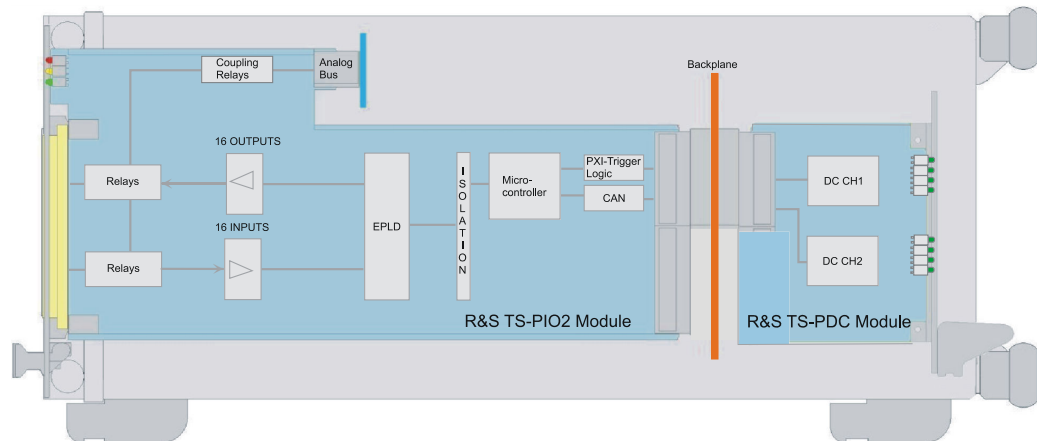 Coupling
Relays
Analog
Bus
Backplane
16 OUTPUTS
Relays
16 INPUTS
Relays
EPLD
ISOLATION
Micro-
controller
PXI-Trigger
Logic
CAN
DC CH1
DC CH2
R&S TS-PIO2 Module
R&S TS-PDC Module